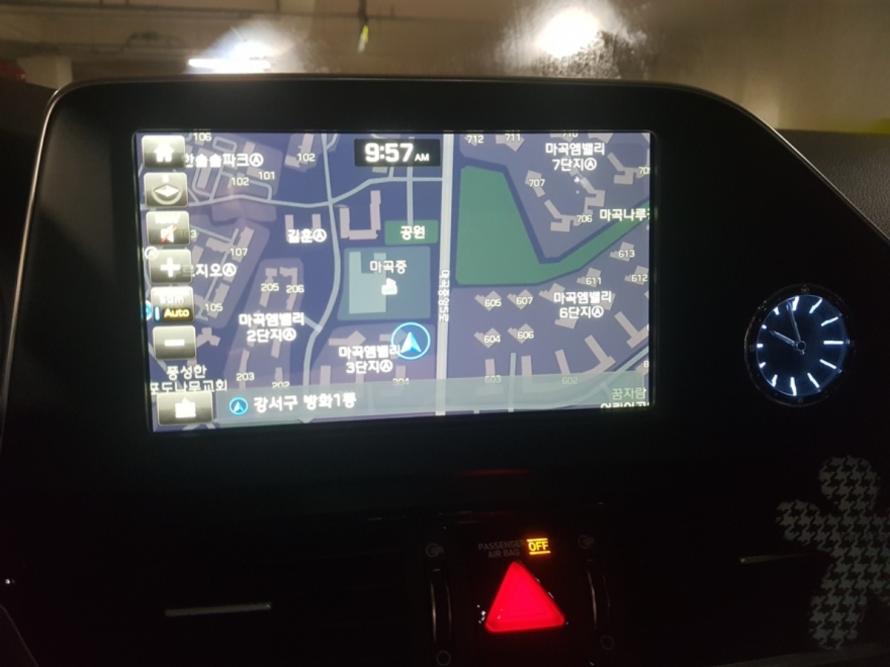 106
한솔솔파크Ⓐ
102
101
102
9:57 AM
712
711
710
마곡엠밸리
7단지Ⓐ
707
706
마곡나루
길훈Ⓐ
공원
107
르지오Ⓐ
마곡중
613
612
611
205 206
105
Auto
605
607
마곡엠밸리
6단지Ⓐ
마곡엠밸리
2단지Ⓐ
604
606
마곡엠밸리
3단지Ⓐ
풍성한
포도나무교회
203
202
603
602
꿈자람
강서구 방화1동
PASSENGER
AIR BAG
OFF